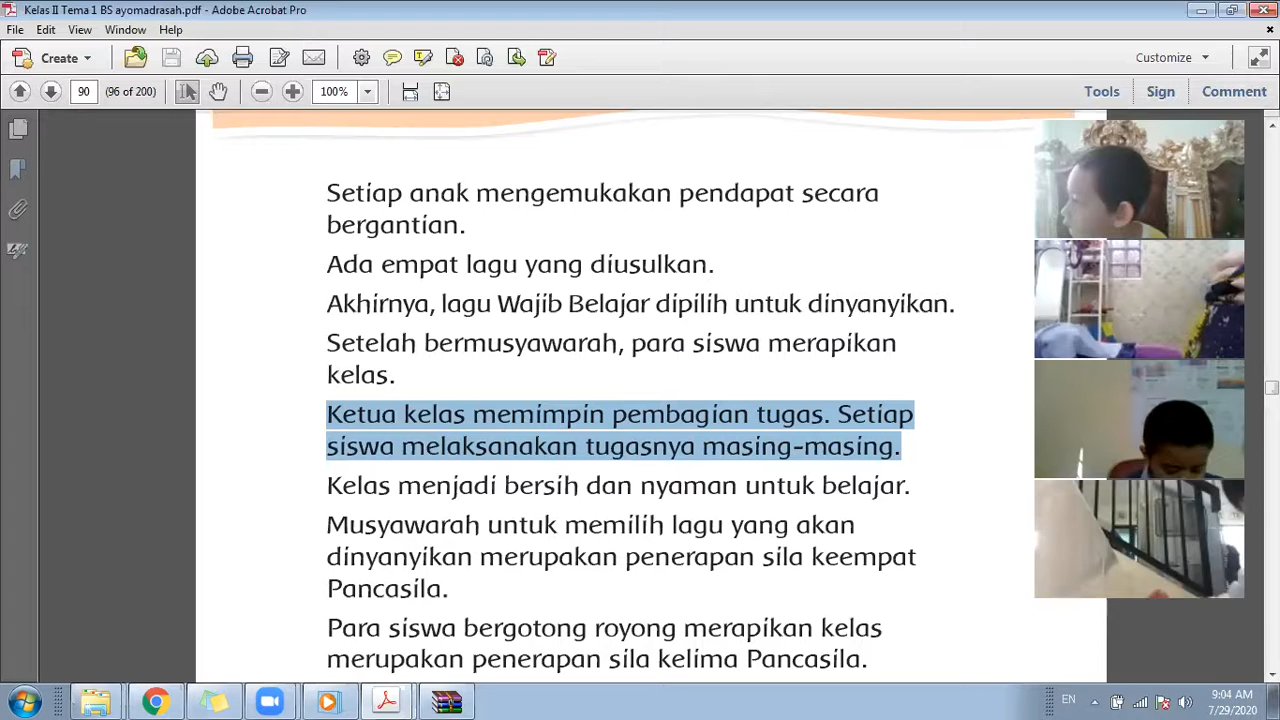 Kelas II Tema 1 BS ayomadrasah.pdf - Adobe Acrobat Pro
File Edit View Window Help
Create Customize
90 (96 of 200) 100% Tools Sign Comment
Setiap anak mengemukakan pendapat secara
bergantian.
Ada empat lagu yang diusulkan.
Akhirnya, lagu Wajib Belajar dipilih untuk dinyanyikan.
Setelah bermusyawarah, para siswa merapikan
kelas.
Ketua kelas memimpin pembagian tugas. Setiap
siswa melaksanakan tugasnya masing-masing.
Kelas menjadi bersih dan nyaman untuk belajar.
Musyawarah untuk memilih lagu yang akan
dinyanyikan merupakan penerapan sila keempat
Pancasila.
Para siswa bergotong royong merapikan kelas
merupakan penerapan sila kelima Pancasila.
EN 9:04 AM
7/29/2020